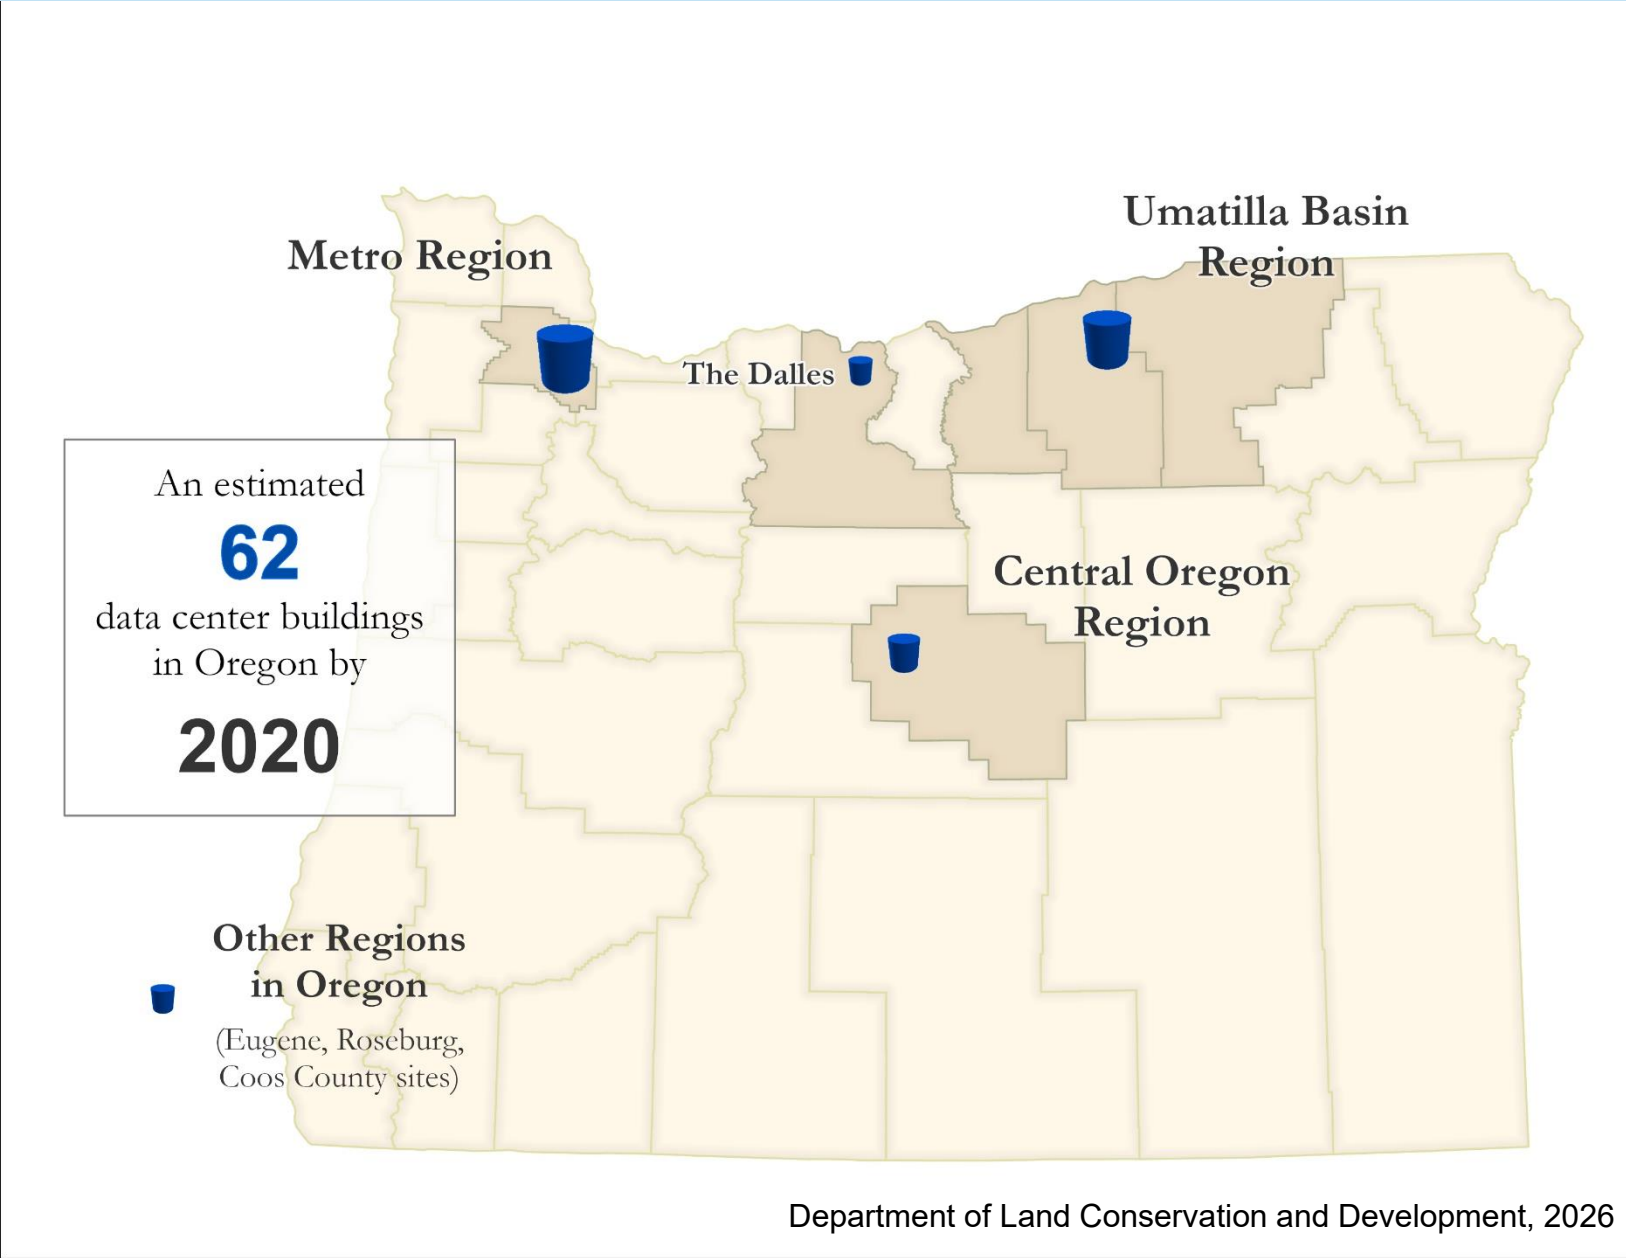 Umatilla Basin
Region
Metro Region
The Dalles
An estimated
62
data center buildings
in Oregon by
2020
Central Oregon
Region
Other Regions
in Oregon
(Eugene, Roseburg,
Coos County sites)
Department of Land Conservation and Development, 2026